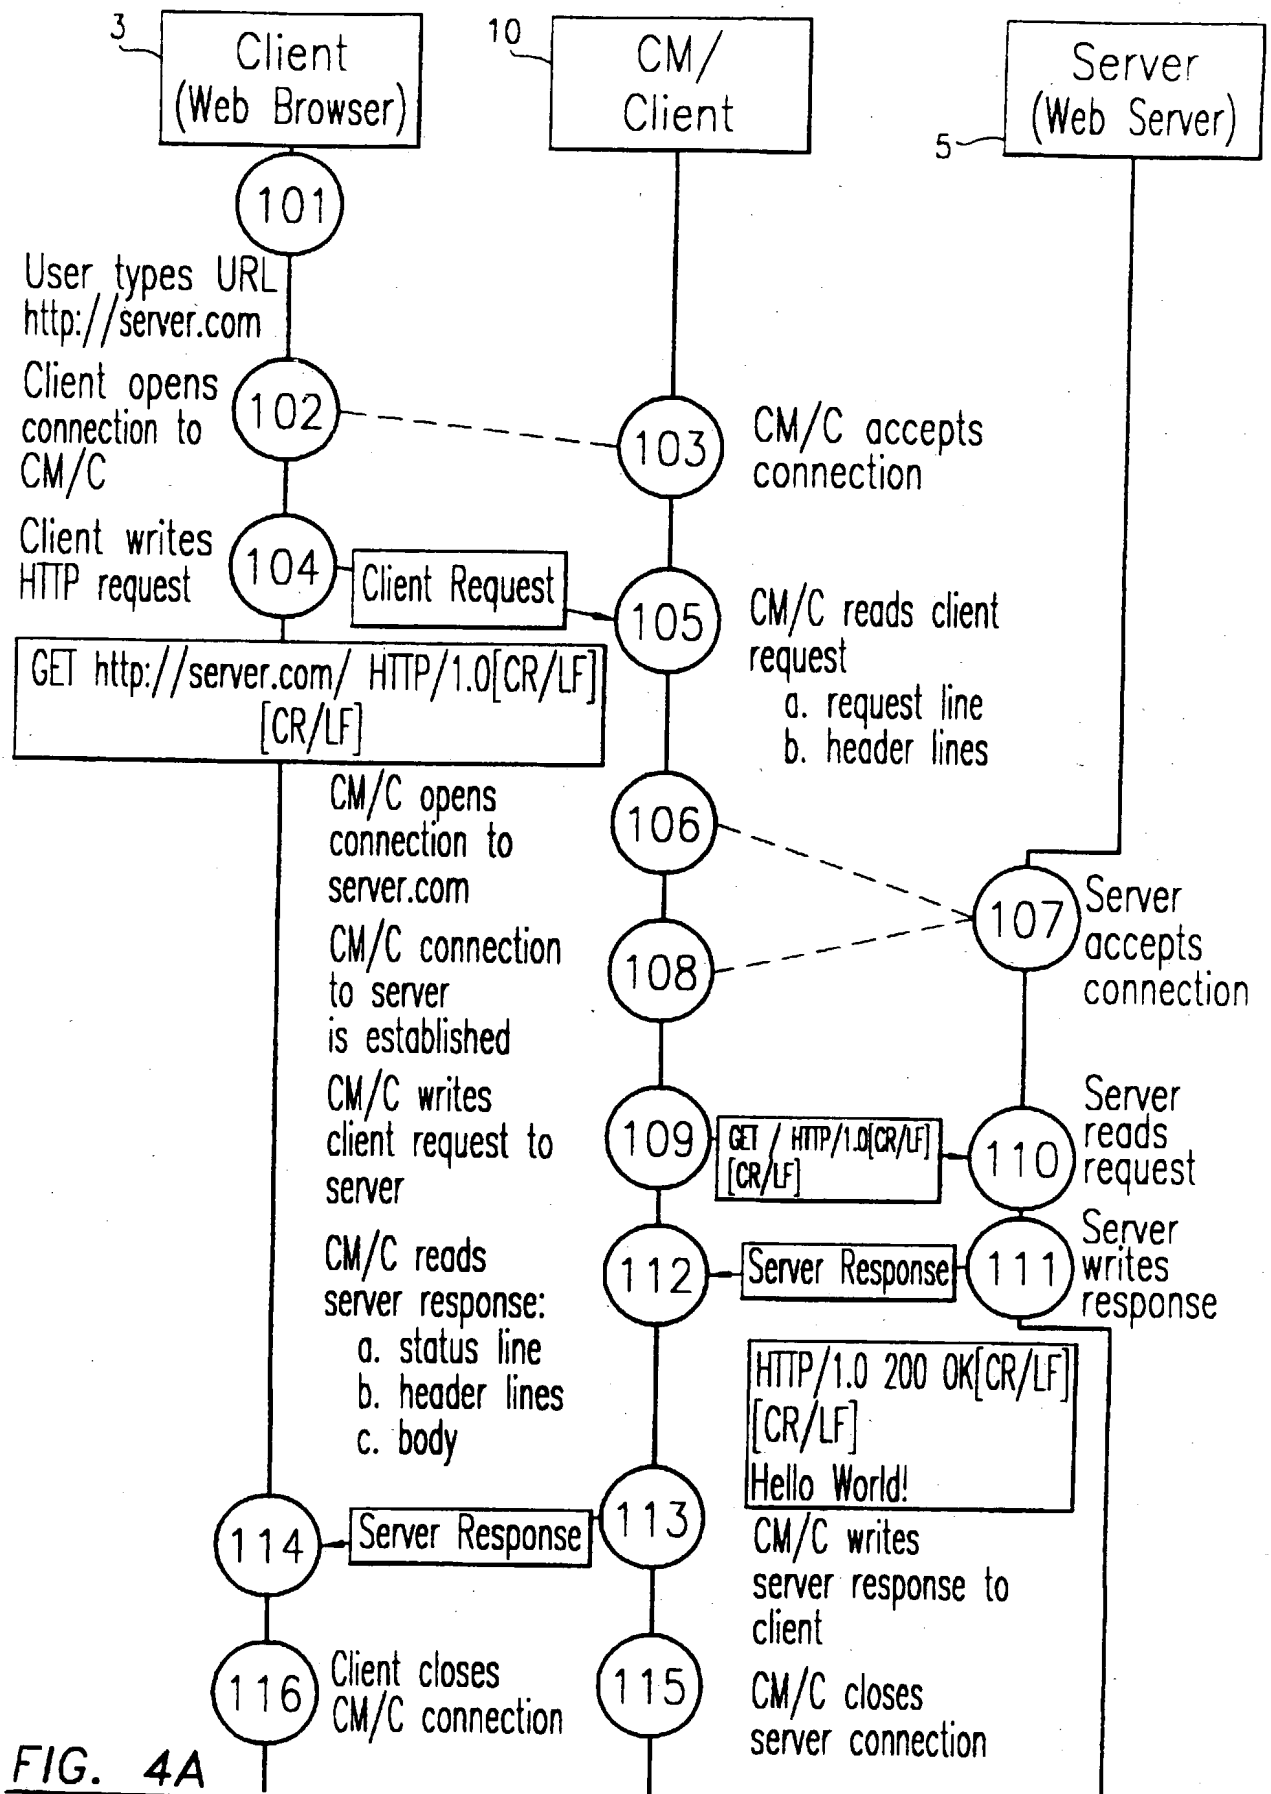 3
Client
(Web Browser)
10
CM/
Client
Server
(Web Server)
5
101
User types URL
http://server.com
Client opens
connection to
CM/C
102
103
CM/C accepts
connection
Client writes
HTTP request
104
Client Request
105
CM/C reads client
request
a. request line
b. header lines
GET http://server.com/ HTTP/1.0[CR/LF]
[CR/LF]
CM/C opens
connection to
server.com
106
107
Server
accepts
connection
CM/C connection
to server
is established
108
CM/C writes
client request to
server
109
GET / HTTP/1.0[CR/LF]
[CR/LF]
110
Server
reads
request
CM/C reads
server response:
a. status line
b. header lines
c. body
112
Server Response
111
Server
writes
response
HTTP/1.0 200 OK[CR/LF]
[CR/LF]
Hello World!
114
Server Response
113
CM/C writes
server response to
client
116
Client closes
CM/C connection
115
CM/C closes
server connection
FIG. 4A